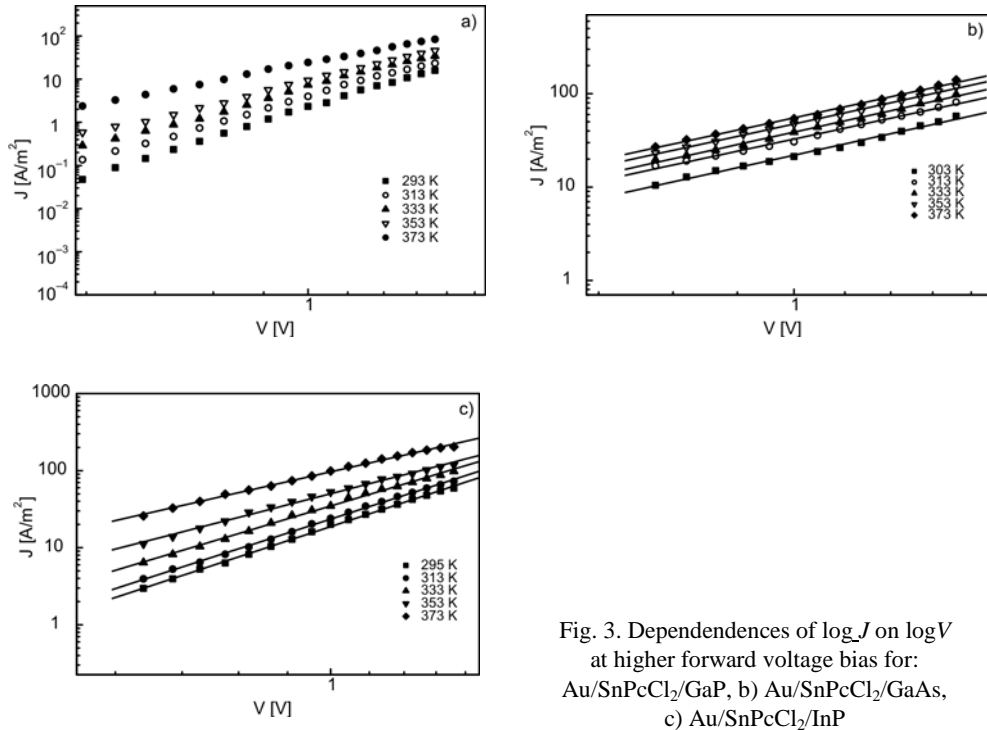 a)
10²
10
1
10⁻¹
10⁻²
10⁻³
10⁻⁴
J [A/m²]
293 K
313 K
333 K
353 K
373 K
1
V [V]
b)
100
10
1
J [A/m²]
303 K
313 K
333 K
353 K
373 K
1
V [V]
c)
1000
100
10
1
J [A/m²]
295 K
313 K
333 K
353 K
373 K
1
V [V]
Fig. 3. Dependendences of log J on logV
at higher forward voltage bias for:
Au/SnPcCl₂/GaP, b) Au/SnPcCl₂/GaAs,
c) Au/SnPcCl₂/InP